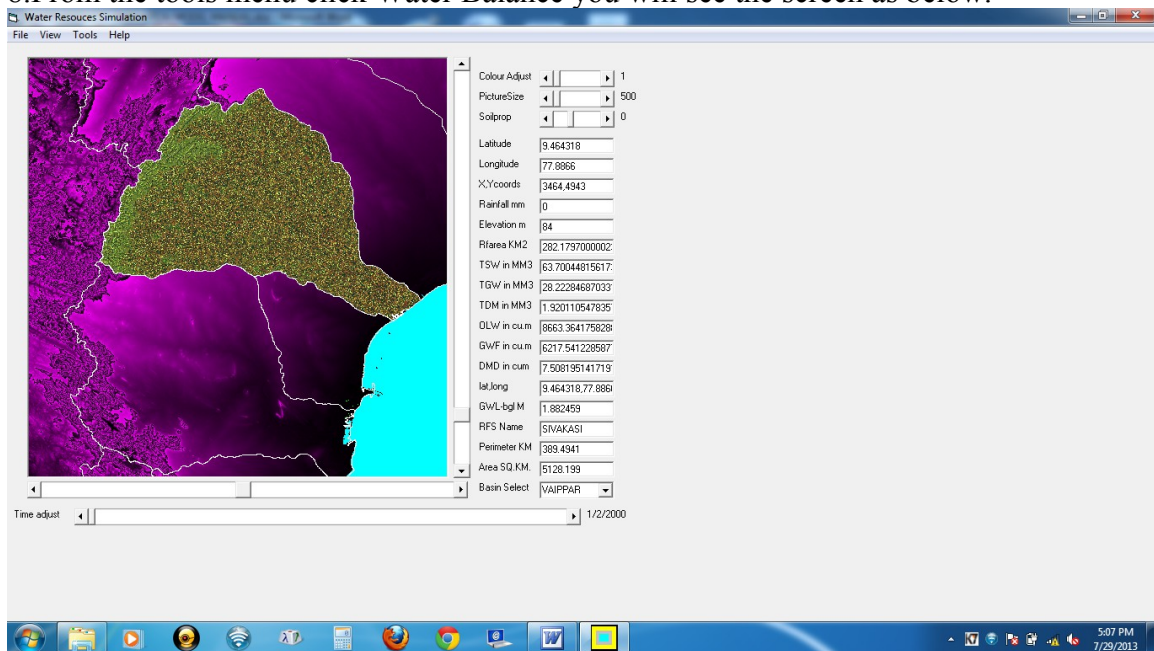 6.From the tools menu click Water Balance you will see the screen as below.
Water Resouces Simulation
File View Tools Help
Colour Adjust 1
PictureSize 500
Soilprop 0
Latitude 9.464318
Longitude 77.8866
X,Ycoords 3464,4943
Rainfall mm 0
Elevation m 84
Rfarea KM2 282.1797000002
TSW in MM3 63.70044815617
TGW in MM3 28.22284687033
TDM in MM3 1.920110547835
OLW in cu.m 8663.364175828
GWF in cu.m 6217.541228587
DMD in cum 7.508195141719
lat,long 9.464318,77.886
GWL-bgl M 1.882459
RFS Name SIVAKASI
Perimeter KM 389.4941
Area SQ.KM. 5128.199
Basin Select VAIPPAR
Time adjust 1/2/2000
5:07 PM
7/29/2013